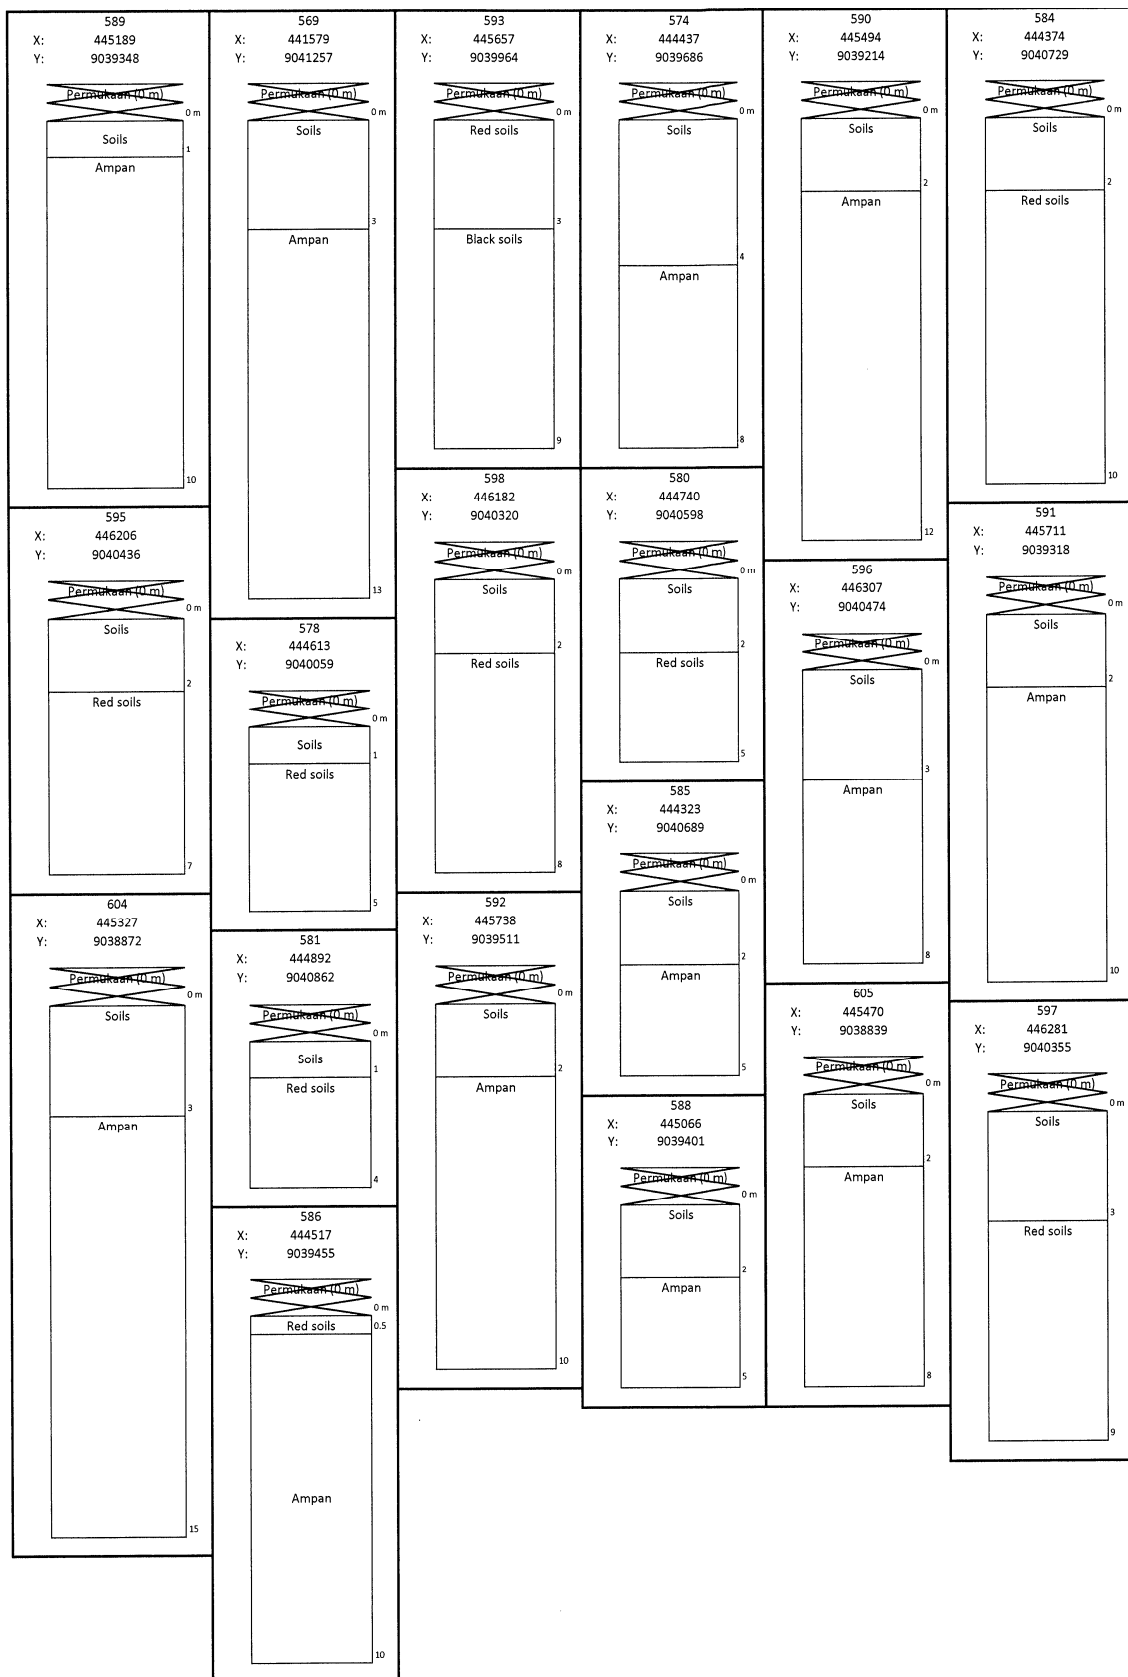 589
X: 445189
Y: 9039348
Permukaan (0 m)
0 m
Soils
1
Ampan
10
595
X: 446206
Y: 9040436
Permukaan (0 m)
0 m
Soils
2
Red soils
7
604
X: 445327
Y: 9038872
Permukaan (0 m)
0 m
Soils
3
Ampan
15
569
X: 441579
Y: 9041257
Permukaan (0 m)
0 m
Soils
3
Ampan
13
578
X: 444613
Y: 9040059
Permukaan (0 m)
0 m
Soils
1
Red soils
5
581
X: 444892
Y: 9040862
Permukaan (0 m)
0 m
Soils
1
Red soils
4
586
X: 444517
Y: 9039455
Permukaan (0 m)
0 m
Red soils
0.5
Ampan
10
593
X: 445657
Y: 9039964
Permukaan (0 m)
0 m
Red soils
3
Black soils
9
598
X: 446182
Y: 9040320
Permukaan (0 m)
0 m
Soils
2
Red soils
8
592
X: 445738
Y: 9039511
Permukaan (0 m)
0 m
Soils
2
Ampan
10
574
X: 444437
Y: 9039686
Permukaan (0 m)
0 m
Soils
4
Ampan
8
580
X: 444740
Y: 9040598
Permukaan (0 m)
0 m
Soils
2
Red soils
5
585
X: 444323
Y: 9040689
Permukaan (0 m)
0 m
Soils
2
Ampan
5
588
X: 445066
Y: 9039401
Permukaan (0 m)
0 m
Soils
2
Ampan
5
590
X: 445494
Y: 9039214
Permukaan (0 m)
0 m
Soils
2
Ampan
12
596
X: 446307
Y: 9040474
Permukaan (0 m)
0 m
Soils
3
Ampan
8
605
X: 445470
Y: 9038839
Permukaan (0 m)
0 m
Soils
2
Ampan
8
584
X: 444374
Y: 9040729
Permukaan (0 m)
0 m
Soils
2
Red soils
10
591
X: 445711
Y: 9039318
Permukaan (0 m)
0 m
Soils
2
Ampan
10
597
X: 446281
Y: 9040355
Permukaan (0 m)
0 m
Soils
3
Red soils
9